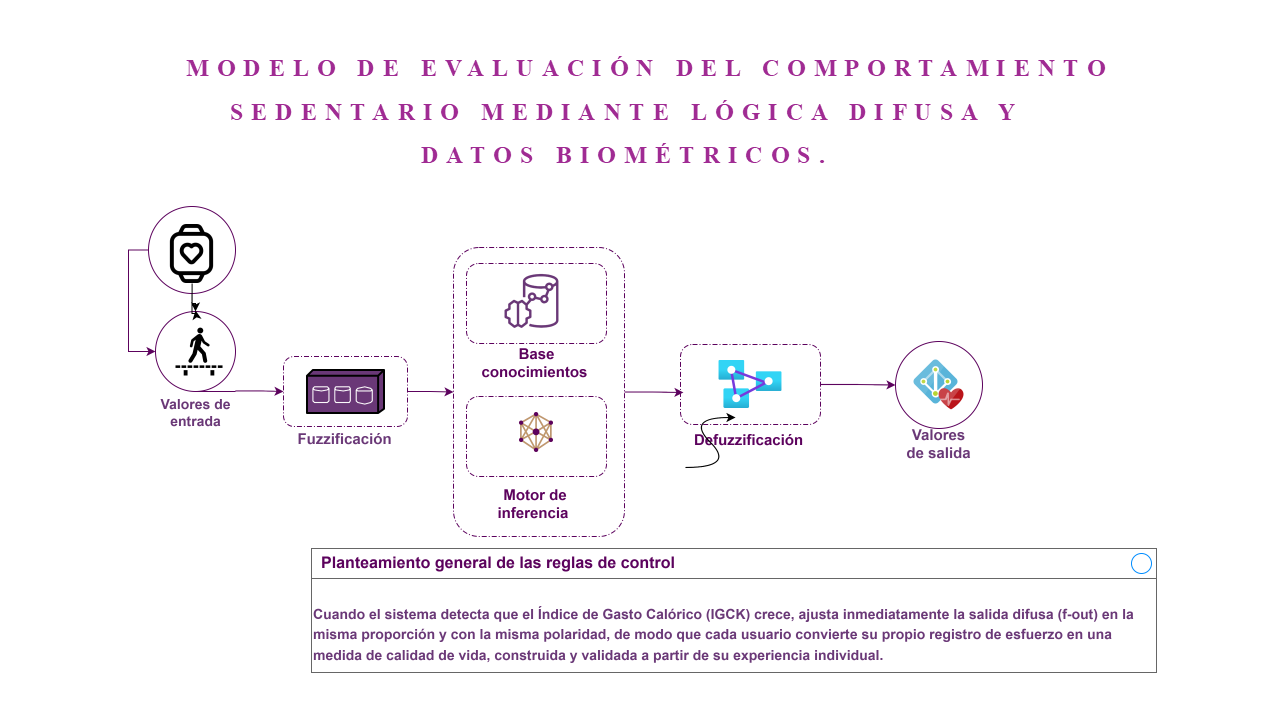 MODELO DE EVALUACIÓN DEL COMPORTAMIENTO
SEDENTARIO MEDIANTE LÓGICA DIFUSA Y
DATOS BIOMÉTRICOS.
Valores de
entrada
Fuzzificación
Base
conocimientos
Motor de
inferencia
Defuzzificación
Valores
de salida
Planteamiento general de las reglas de control
Cuando el sistema detecta que el Índice de Gasto Calórico (IGCK) crece, ajusta inmediatamente la salida difusa (f-out) en la
misma proporción y con la misma polaridad, de modo que cada usuario convierte su propio registro de esfuerzo en una
medida de calidad de vida, construida y validada a partir de su experiencia individual.